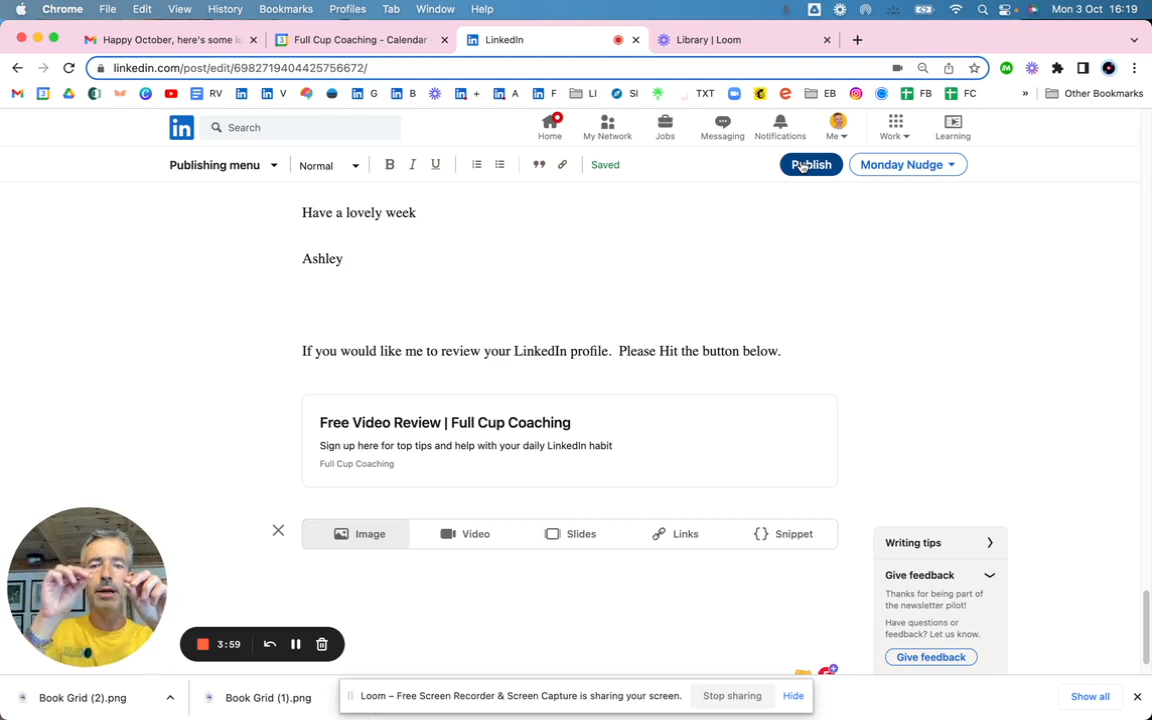 Chrome File Edit View History Bookmarks Profiles Tab Window Help Mon 3 Oct 16:19
Happy October, here's some i
Full Cup Coaching - Calendar
LinkedIn
Library | Loom
linkedin.com/post/edit/6982719404425756672/
RV V G B + A F LI SI TXT EB FB FC » Other Bookmarks
Search
Home My Network Jobs Messaging Notifications Me Work Learning
Publishing menu Normal B I U Saved Publish Monday Nudge
Have a lovely week
Ashley
If you would like me to review your LinkedIn profile. Please Hit the button below.
Free Video Review | Full Cup Coaching
Sign up here for top tips and help with your daily LinkedIn habit
Full Cup Coaching
Image Video Slides Links Snippet
Writing tips
Give feedback
Thanks for being part of
the newsletter pilot!
Have questions or
feedback? Let us know.
Give feedback
3:59
Book Grid (2).png
Book Grid (1).png
Loom – Free Screen Recorder & Screen Capture is sharing your screen. Stop sharing Hide
Show all